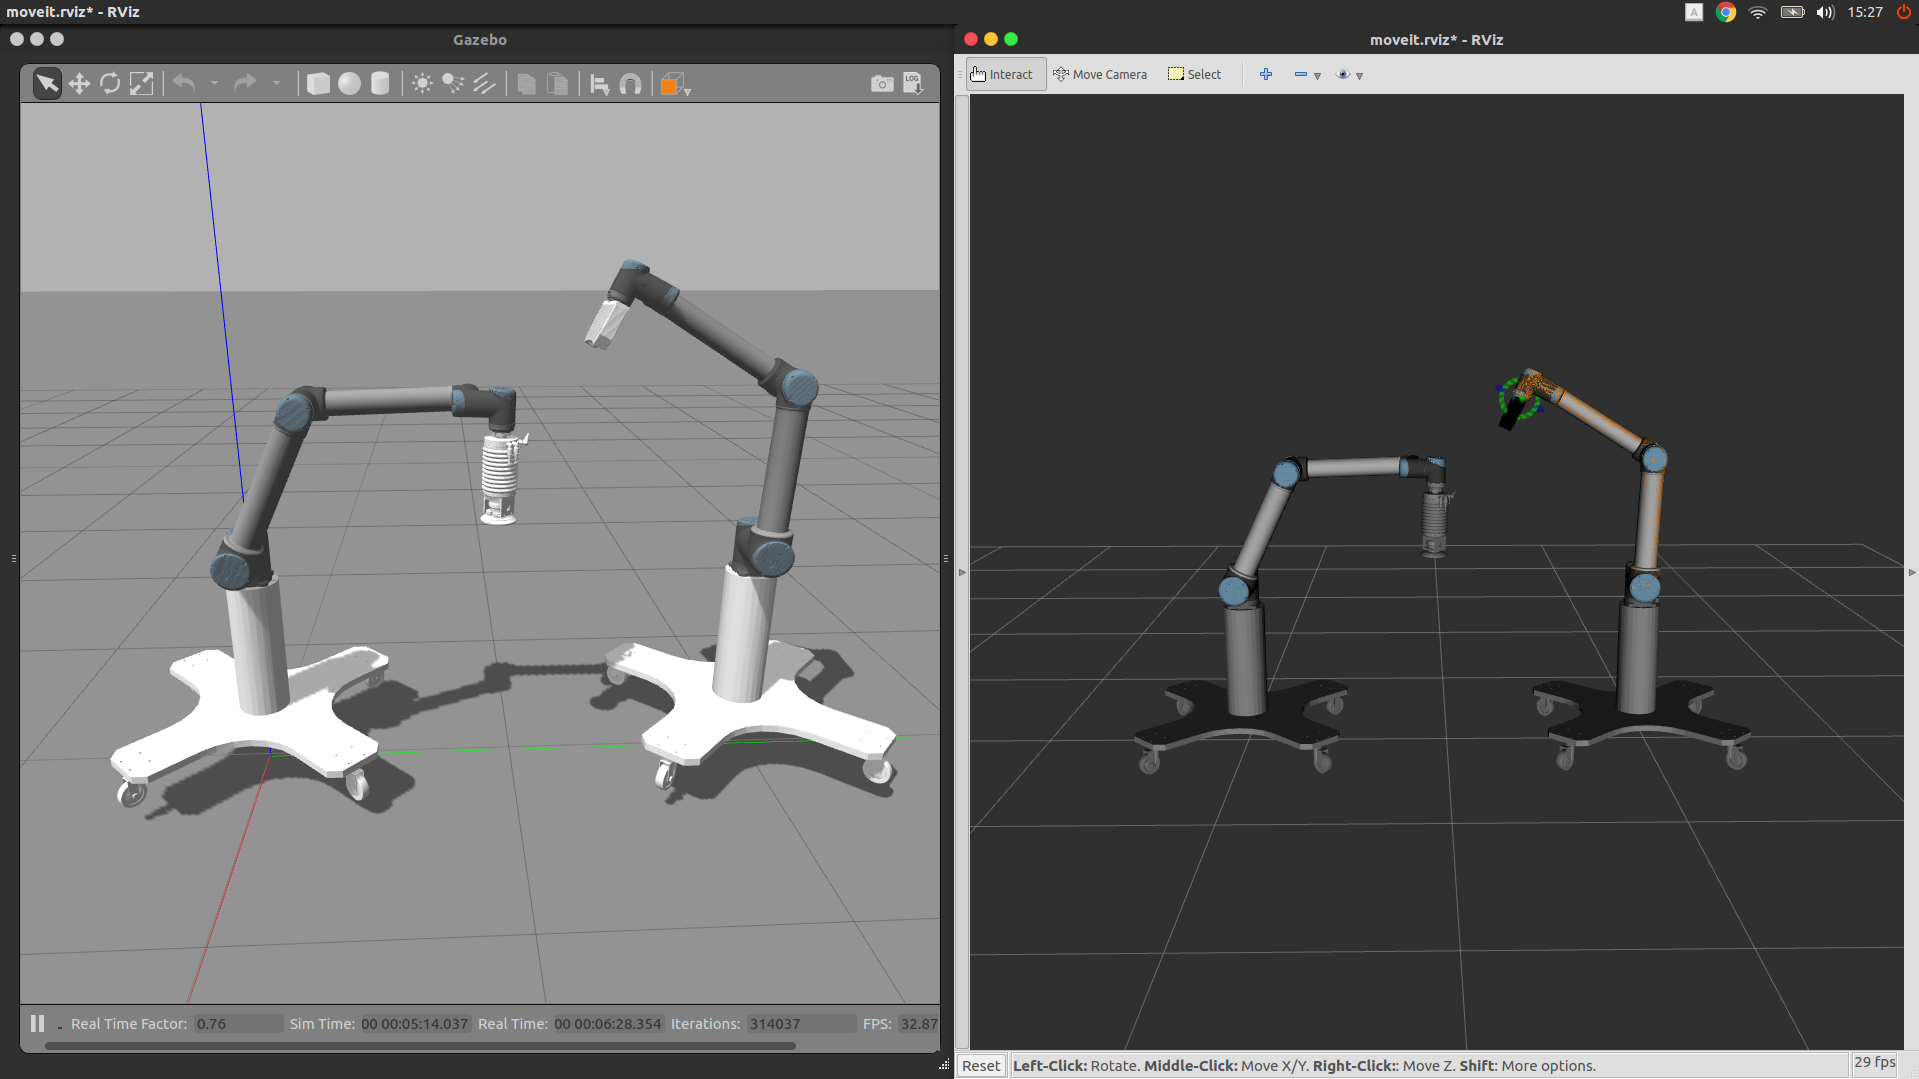 moveit.rviz* - RViz
A
15:27
Gazebo
LOG
Real Time Factor: 0.76 Sim Time: 00 00:05:14.037 Real Time: 00 00:06:28.354 Iterations: 314037 FPS: 32.87
moveit.rviz* - RViz
Interact Move Camera Select
Reset Left-Click: Rotate. Middle-Click: Move X/Y. Right-Click:: Move Z. Shift: More options. 29 fps